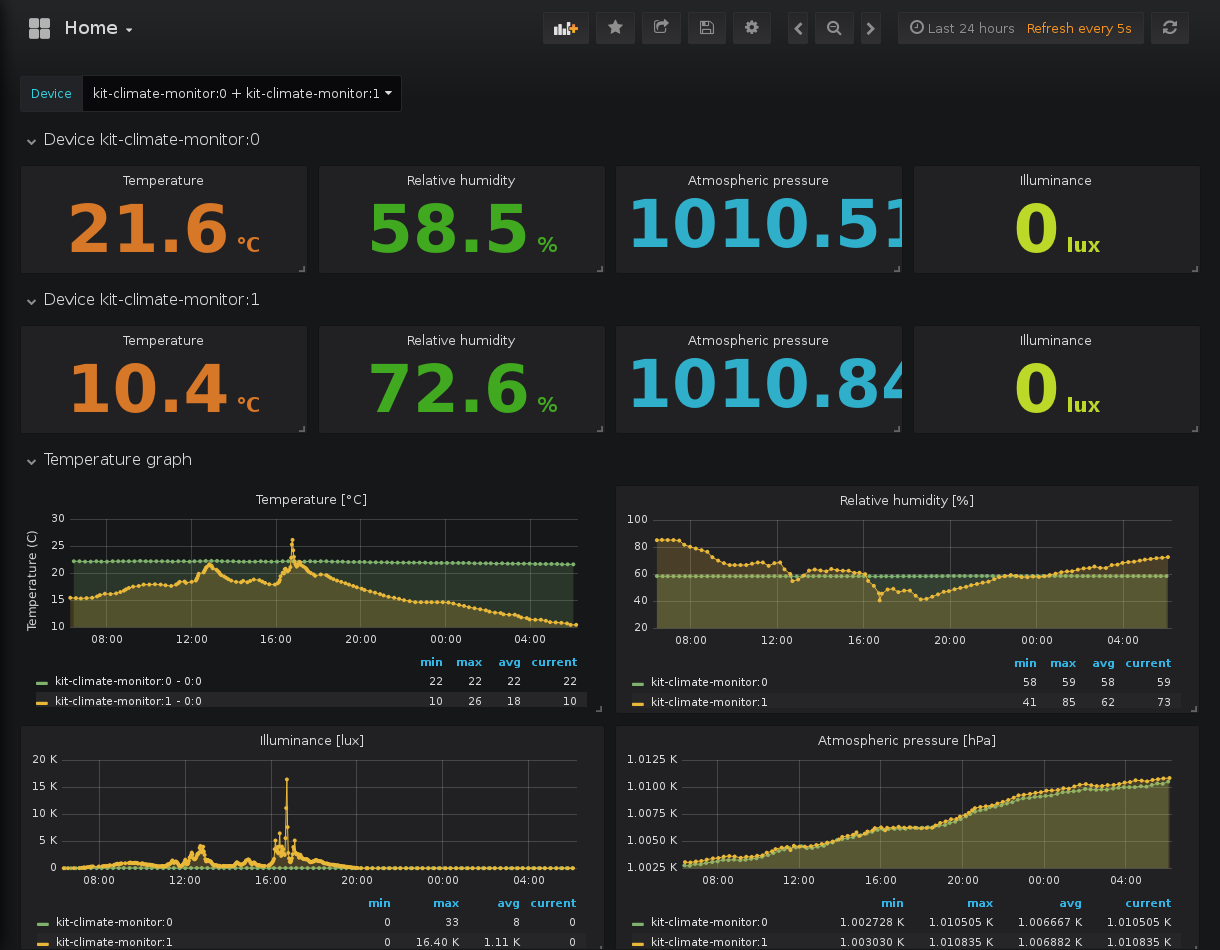 Home
Last 24 hours Refresh every 5s
Device kit-climate-monitor:0 + kit-climate-monitor:1
Device kit-climate-monitor:0
Temperature Relative humidity Atmospheric pressure Illuminance
21.6 °C 58.5 % 1010.51 0 lux
Device kit-climate-monitor:1
Temperature Relative humidity Atmospheric pressure Illuminance
10.4 °C 72.6 % 1010.84 0 lux
Temperature graph
Temperature [°C]
Temperature (C)
30
25
20
15
10
08:00 12:00 16:00 20:00 00:00 04:00
min max avg current
kit-climate-monitor:0 - 0:0 22 22 22 22
kit-climate-monitor:1 - 0:0 10 26 18 10
Relative humidity [%]
100
80
60
40
20
08:00 12:00 16:00 20:00 00:00 04:00
min max avg current
kit-climate-monitor:0 58 59 58 59
kit-climate-monitor:1 41 85 62 73
Illuminance [lux]
20 K
15 K
10 K
5 K
0
08:00 12:00 16:00 20:00 00:00 04:00
min max avg current
kit-climate-monitor:0 0 33 8 0
kit-climate-monitor:1 0 16.40 K 1.11 K 0
Atmospheric pressure [hPa]
1.0125 K
1.0100 K
1.0075 K
1.0050 K
1.0025 K
08:00 12:00 16:00 20:00 00:00 04:00
min max avg current
kit-climate-monitor:0 1.002728 K 1.010505 K 1.006667 K 1.010505 K
kit-climate-monitor:1 1.003030 K 1.010835 K 1.006882 K 1.010835 K